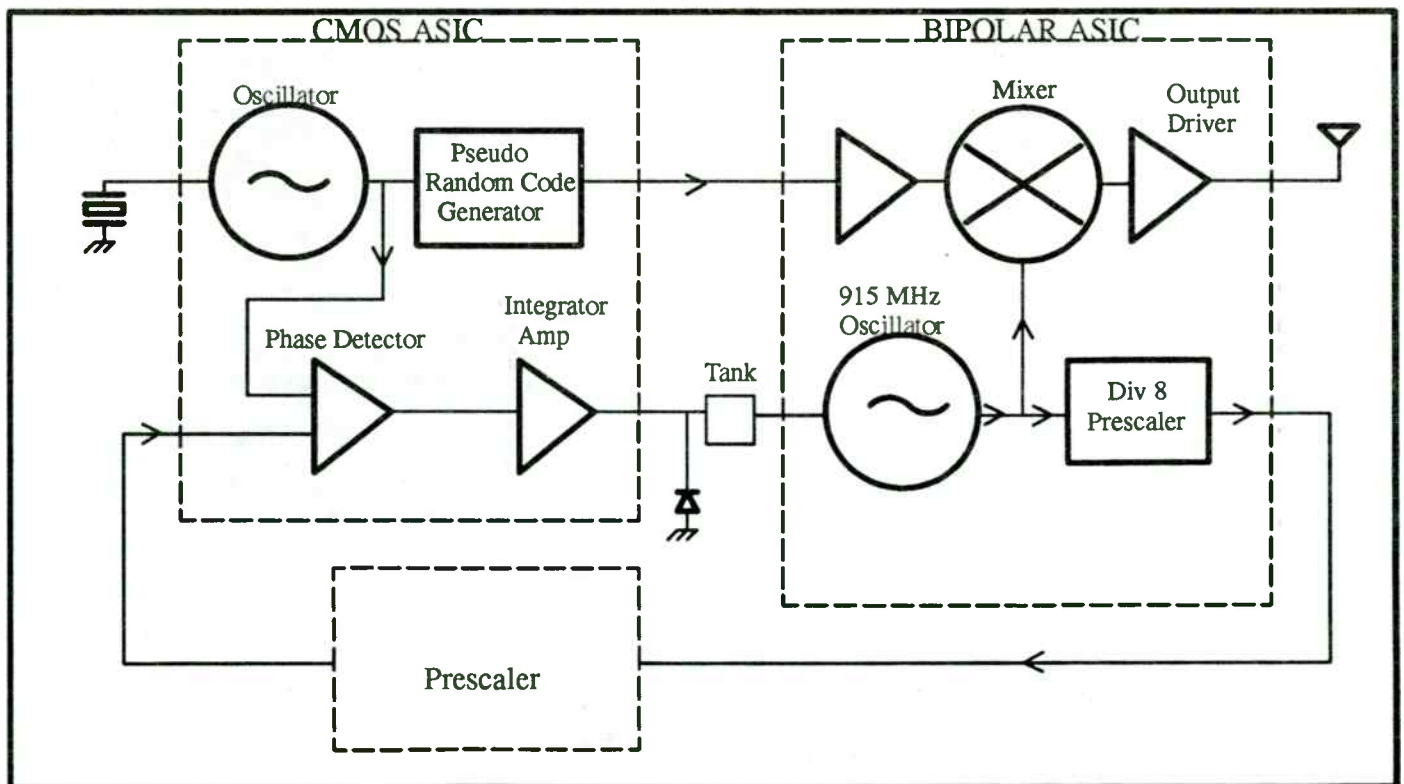 CMOS ASIC
BIPOLAR ASIC
Oscillator
Pseudo
Random Code
Generator
Mixer
Output
Driver
Phase Detector
Integrator
Amp
Tank
915 MHz
Oscillator
Div 8
Prescaler
Prescaler